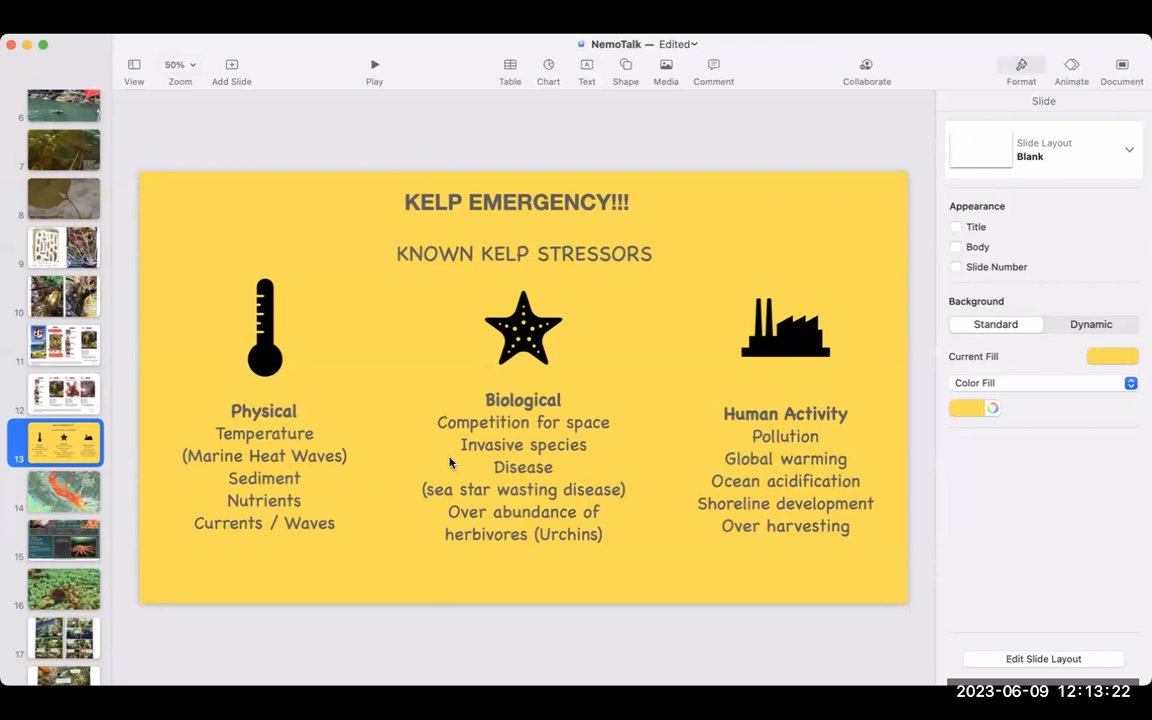 NemoTalk — Edited
50%
View
Zoom
Add Slide
Play
Table
Chart
Text
Shape
Media
Comment
Collaborate
Format
Animate
Document
6
7
8
9
10
11
12
13
14
15
16
17
KELP EMERGENCY!!!
KNOWN KELP STRESSORS
Physical
Temperature
(Marine Heat Waves)
Sediment
Nutrients
Currents / Waves
Biological
Competition for space
Invasive species
Disease
(sea star wasting disease)
Over abundance of
herbivores (Urchins)
Human Activity
Pollution
Global warming
Ocean acidification
Shoreline development
Over harvesting
Slide
Slide Layout
Blank
Appearance
Title
Body
Slide Number
Background
Standard
Dynamic
Current Fill
Color Fill
Edit Slide Layout
2023-06-09 12:13:22